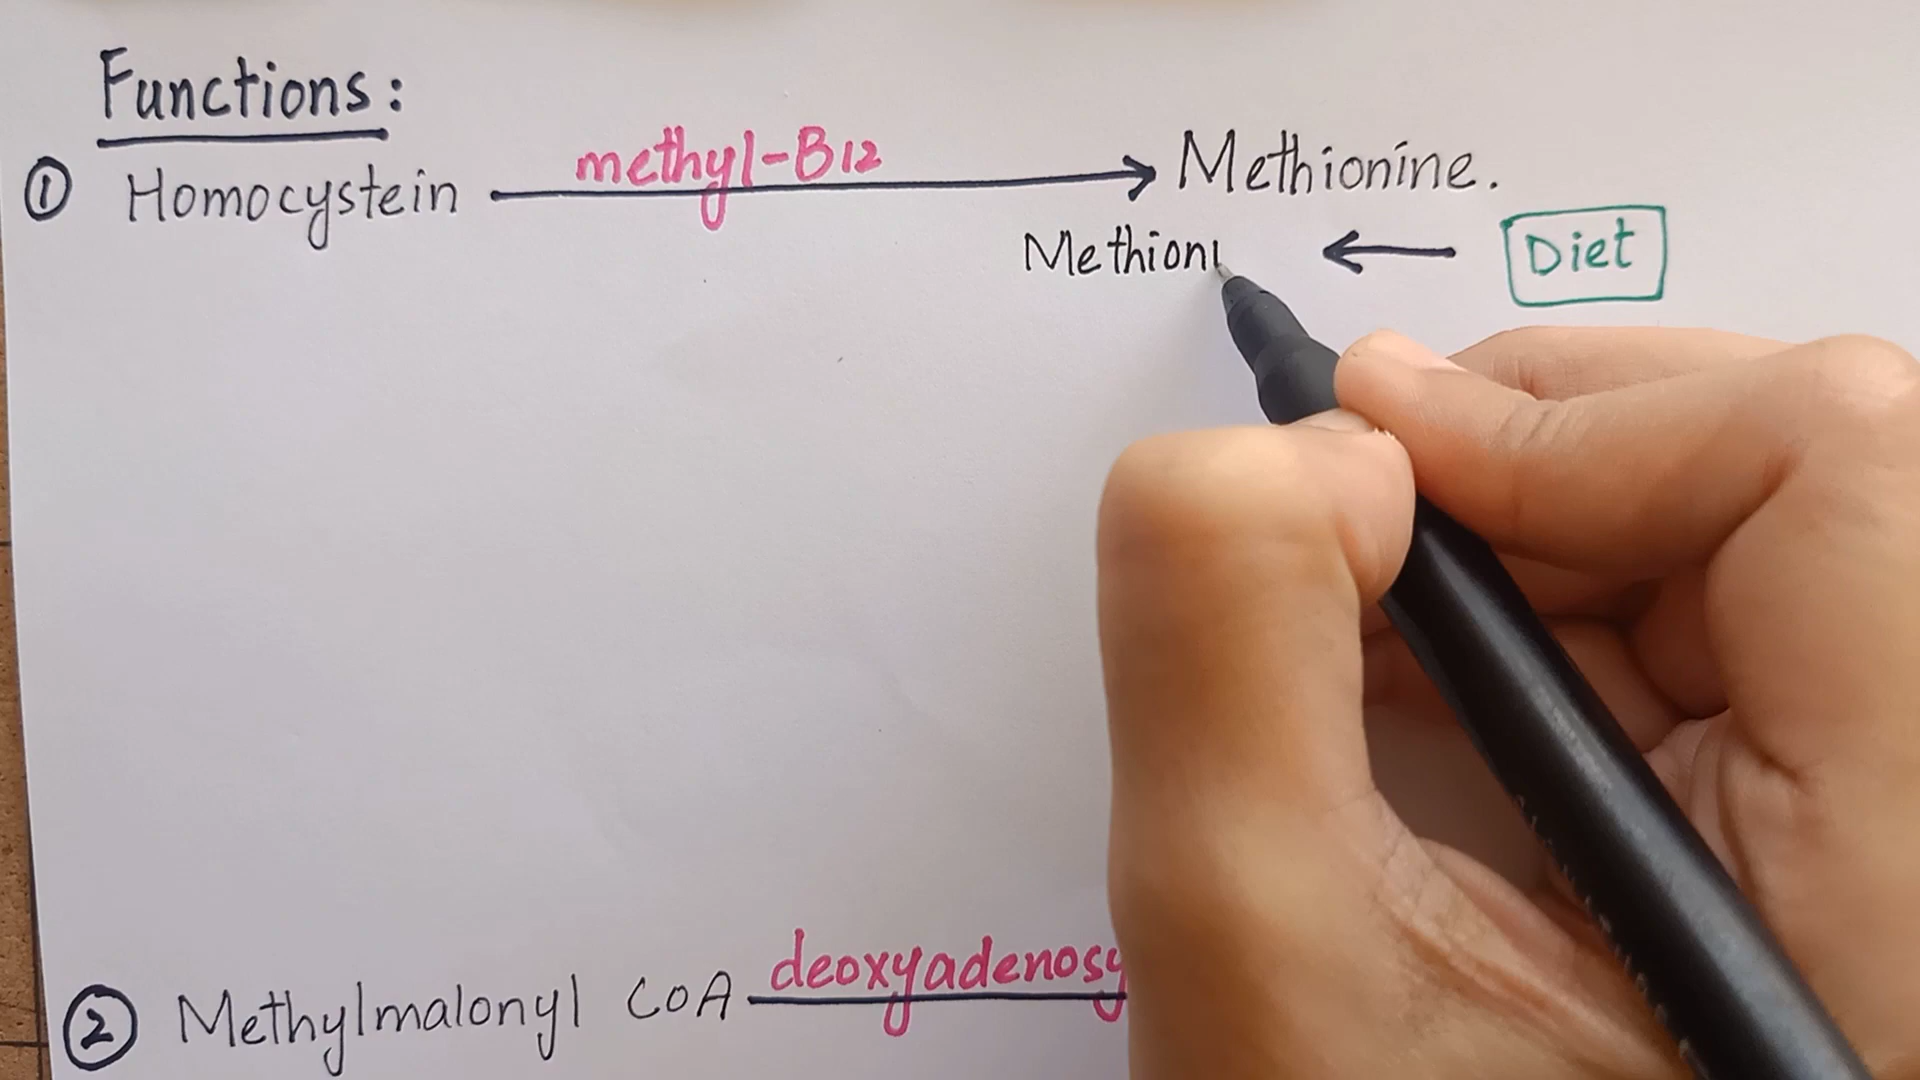 Functions:
① Homocystein methyl-B12 → Methionine.
Methioni ← Diet
② Methylmalonyl CoA deoxyadenosy